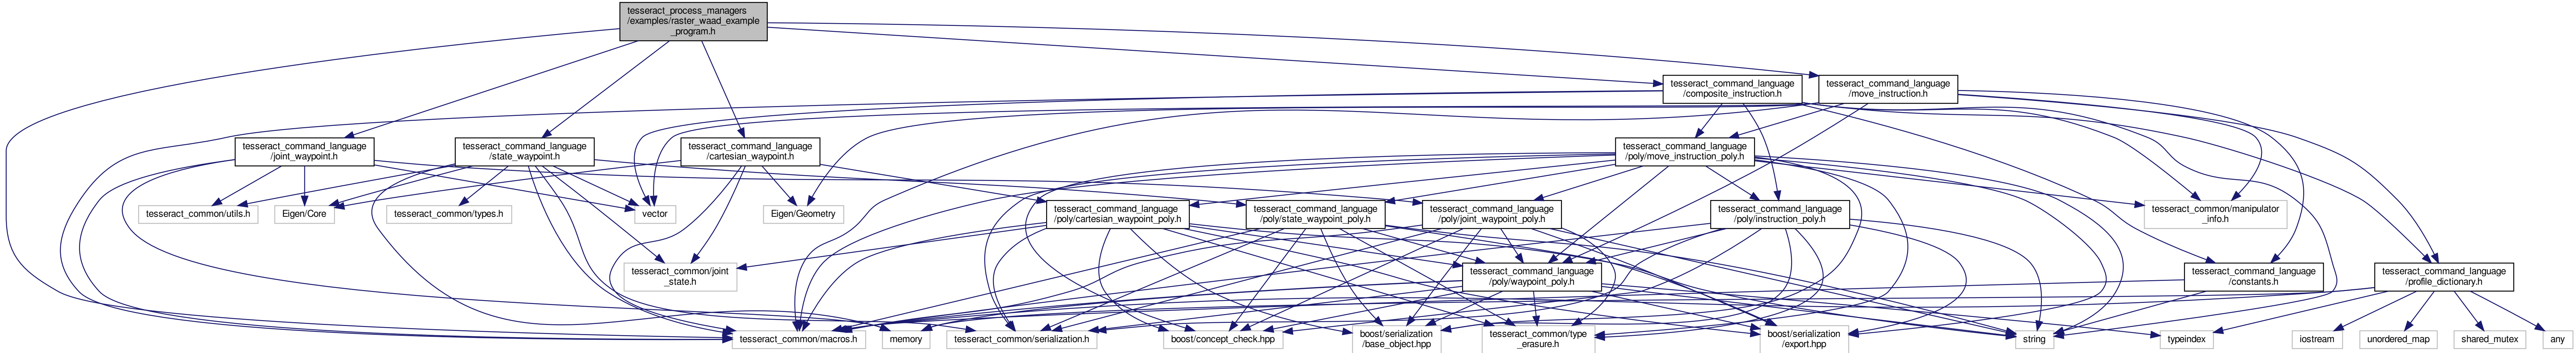 tesseract_process_managers
/examples/raster_waad_example
_program.h
tesseract_command_language
/composite_instruction.h
tesseract_command_language
/move_instruction.h
tesseract_command_language
/joint_waypoint.h
tesseract_command_language
/state_waypoint.h
tesseract_command_language
/cartesian_waypoint.h
tesseract_command_language
/poly/move_instruction_poly.h
tesseract_common/utils.h
Eigen/Core
tesseract_common/types.h
vector
Eigen/Geometry
tesseract_command_language
/poly/cartesian_waypoint_poly.h
tesseract_command_language
/poly/state_waypoint_poly.h
tesseract_command_language
/poly/joint_waypoint_poly.h
tesseract_command_language
/poly/instruction_poly.h
tesseract_common/manipulator
_info.h
tesseract_common/joint
_state.h
tesseract_command_language
/poly/waypoint_poly.h
tesseract_command_language
/constants.h
tesseract_command_language
/profile_dictionary.h
tesseract_common/macros.h
memory
tesseract_common/serialization.h
boost/concept_check.hpp
boost/serialization
/base_object.hpp
tesseract_common/type
_erasure.h
boost/serialization
/export.hpp
string
typeindex
iostream
unordered_map
shared_mutex
any